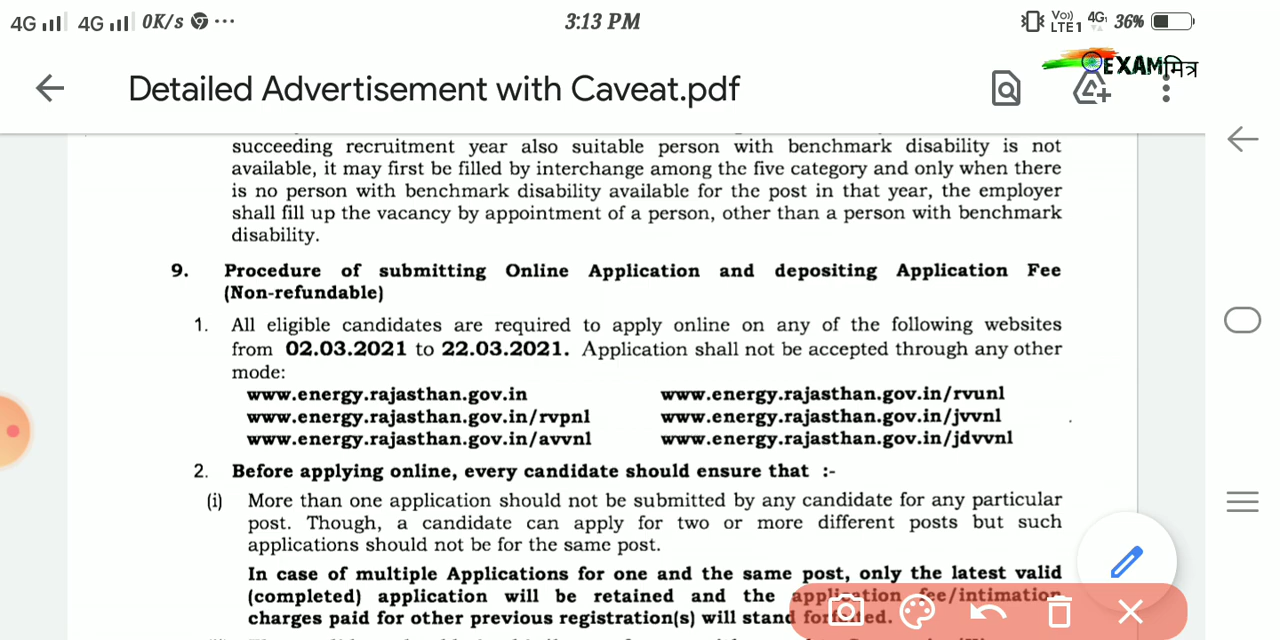 4G 4G 0K/s ... 3:13 PM Vo) LTE1 4G 36%
EXAMमित्र
Detailed Advertisement with Caveat.pdf
succeeding recruitment year also suitable person with benchmark disability is not
available, it may first be filled by interchange among the five category and only when there
is no person with benchmark disability available for the post in that year, the employer
shall fill up the vacancy by appointment of a person, other than a person with benchmark
disability.
9. Procedure of submitting Online Application and depositing Application Fee
(Non-refundable)
1. All eligible candidates are required to apply online on any of the following websites
from 02.03.2021 to 22.03.2021. Application shall not be accepted through any other
mode:
www.energy.rajasthan.gov.in www.energy.rajasthan.gov.in/rvunl
www.energy.rajasthan.gov.in/rvpnl www.energy.rajasthan.gov.in/jvvnl
www.energy.rajasthan.gov.in/avvnl www.energy.rajasthan.gov.in/jdvvnl
2. Before applying online, every candidate should ensure that :-
(i) More than one application should not be submitted by any candidate for any particular
post. Though, a candidate can apply for two or more different posts but such
applications should not be for the same post.
In case of multiple Applications for one and the same post, only the latest valid
(completed) application will be retained and the application fee/intimation
charges paid for other previous registration(s) will stand forfeited.